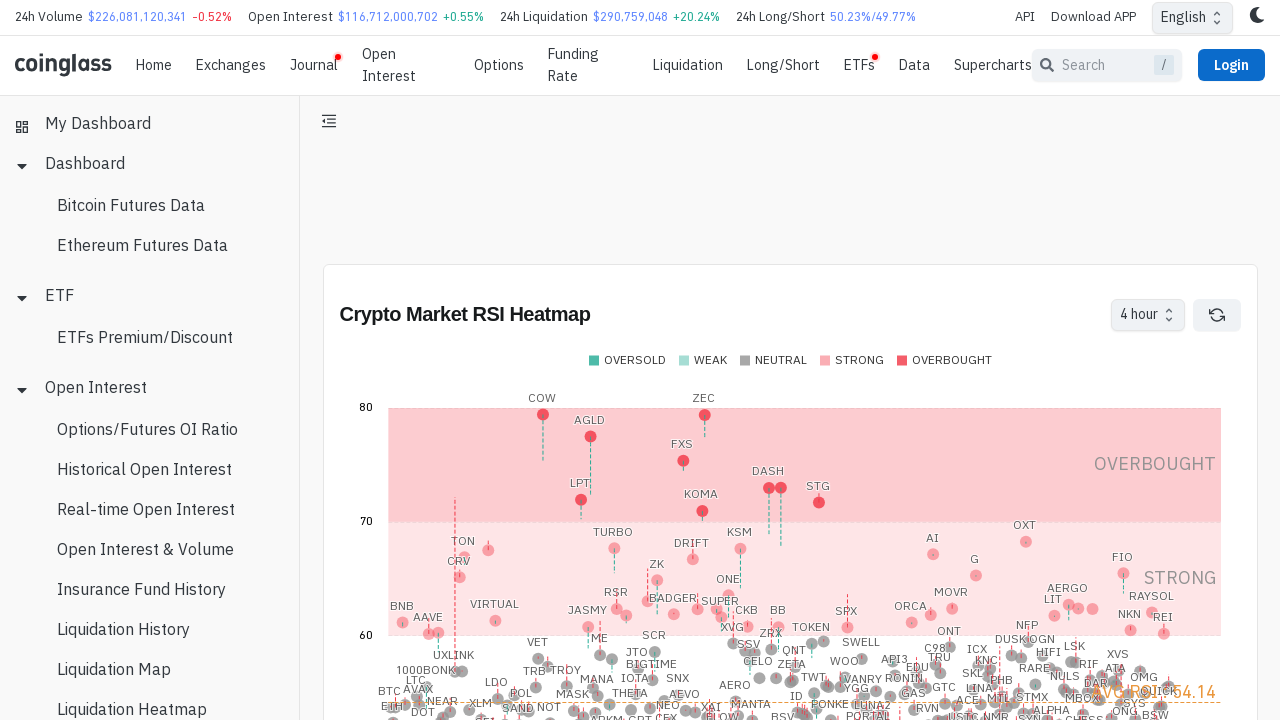 24h Volume $226,081,120,341 -0.52% Open Interest $116,712,000,702 +0.55% 24h Liquidation $290,759,048 +20.24% 24h Long/Short 50.23%/49.77% API Download APP English
coinglass Home Exchanges Journal Open Interest Options Funding Rate Liquidation Long/Short ETFs Data Supercharts Search / Login
My Dashboard
Dashboard
Bitcoin Futures Data
Ethereum Futures Data
ETF
ETFs Premium/Discount
Open Interest
Options/Futures OI Ratio
Historical Open Interest
Real-time Open Interest
Open Interest & Volume
Insurance Fund History
Liquidation History
Liquidation Map
Liquidation Heatmap
Crypto Market RSI Heatmap 4 hour
OVERSOLD WEAK NEUTRAL STRONG OVERBOUGHT
80
COW ZEC
AGLD
FXS
OVERBOUGHT
DASH
LPT STG
KOMA
70
OXT
TURBO KSM
TON DRIFT AI
CRV ZK G FIO
STRONG
ONE
RSR AERGO
BADGER SUPER MOVR LIT RAYSOL
BNB VIRTUAL JASMY CKB BB SPX ORCA
AAVE NKN REI
XVG TOKEN NFP
60
ME SCR ZRX ONT
VET SSV SWELL DUSK OGN
UXLINK JTO QNT C98 ICX HIFI LSK
BIGTIME CELO ZETA WOO API3 TRU KNC XVS
1000BONK TRB TRDY IOTA SNX TWT EDU SKL RARE RIF ATA
LTC LDO MANA AERO VANRY RONIN PHB NULS OMG
BTC AVAX POL MASK THETA AEVO YGG GAS GTC LINA DAR QUICK
AVG RSI: 54.14
ETH NEAR XLM SAND NOT NEO MANTA ID PONKE LUNA2 RVN ACE MTL STMX MBOX SYS
DOT XAI ALPHA ONG
BLOW BSV PORTAL USTC NMR CHESS BSW